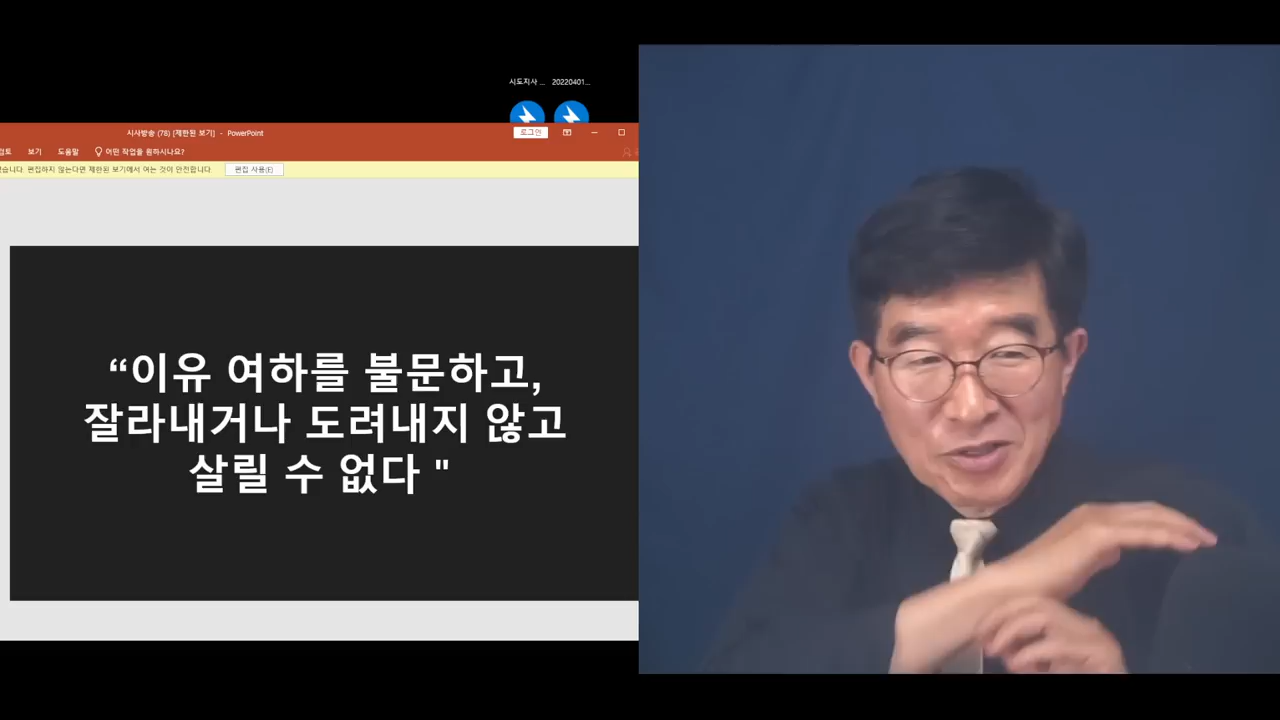 시도지사 ... 20220401...
시사방송 (78) [제한된 보기] - PowerPoint
로그인
검토 보기 도움말 어떤 작업을 원하시나요?
습니다. 편집하지 않는다면 제한된 보기에서 여는 것이 안전합니다. 편집 사용(E)
“이유 여하를 불문하고,
잘라내거나 도려내지 않고
살릴 수 없다 "